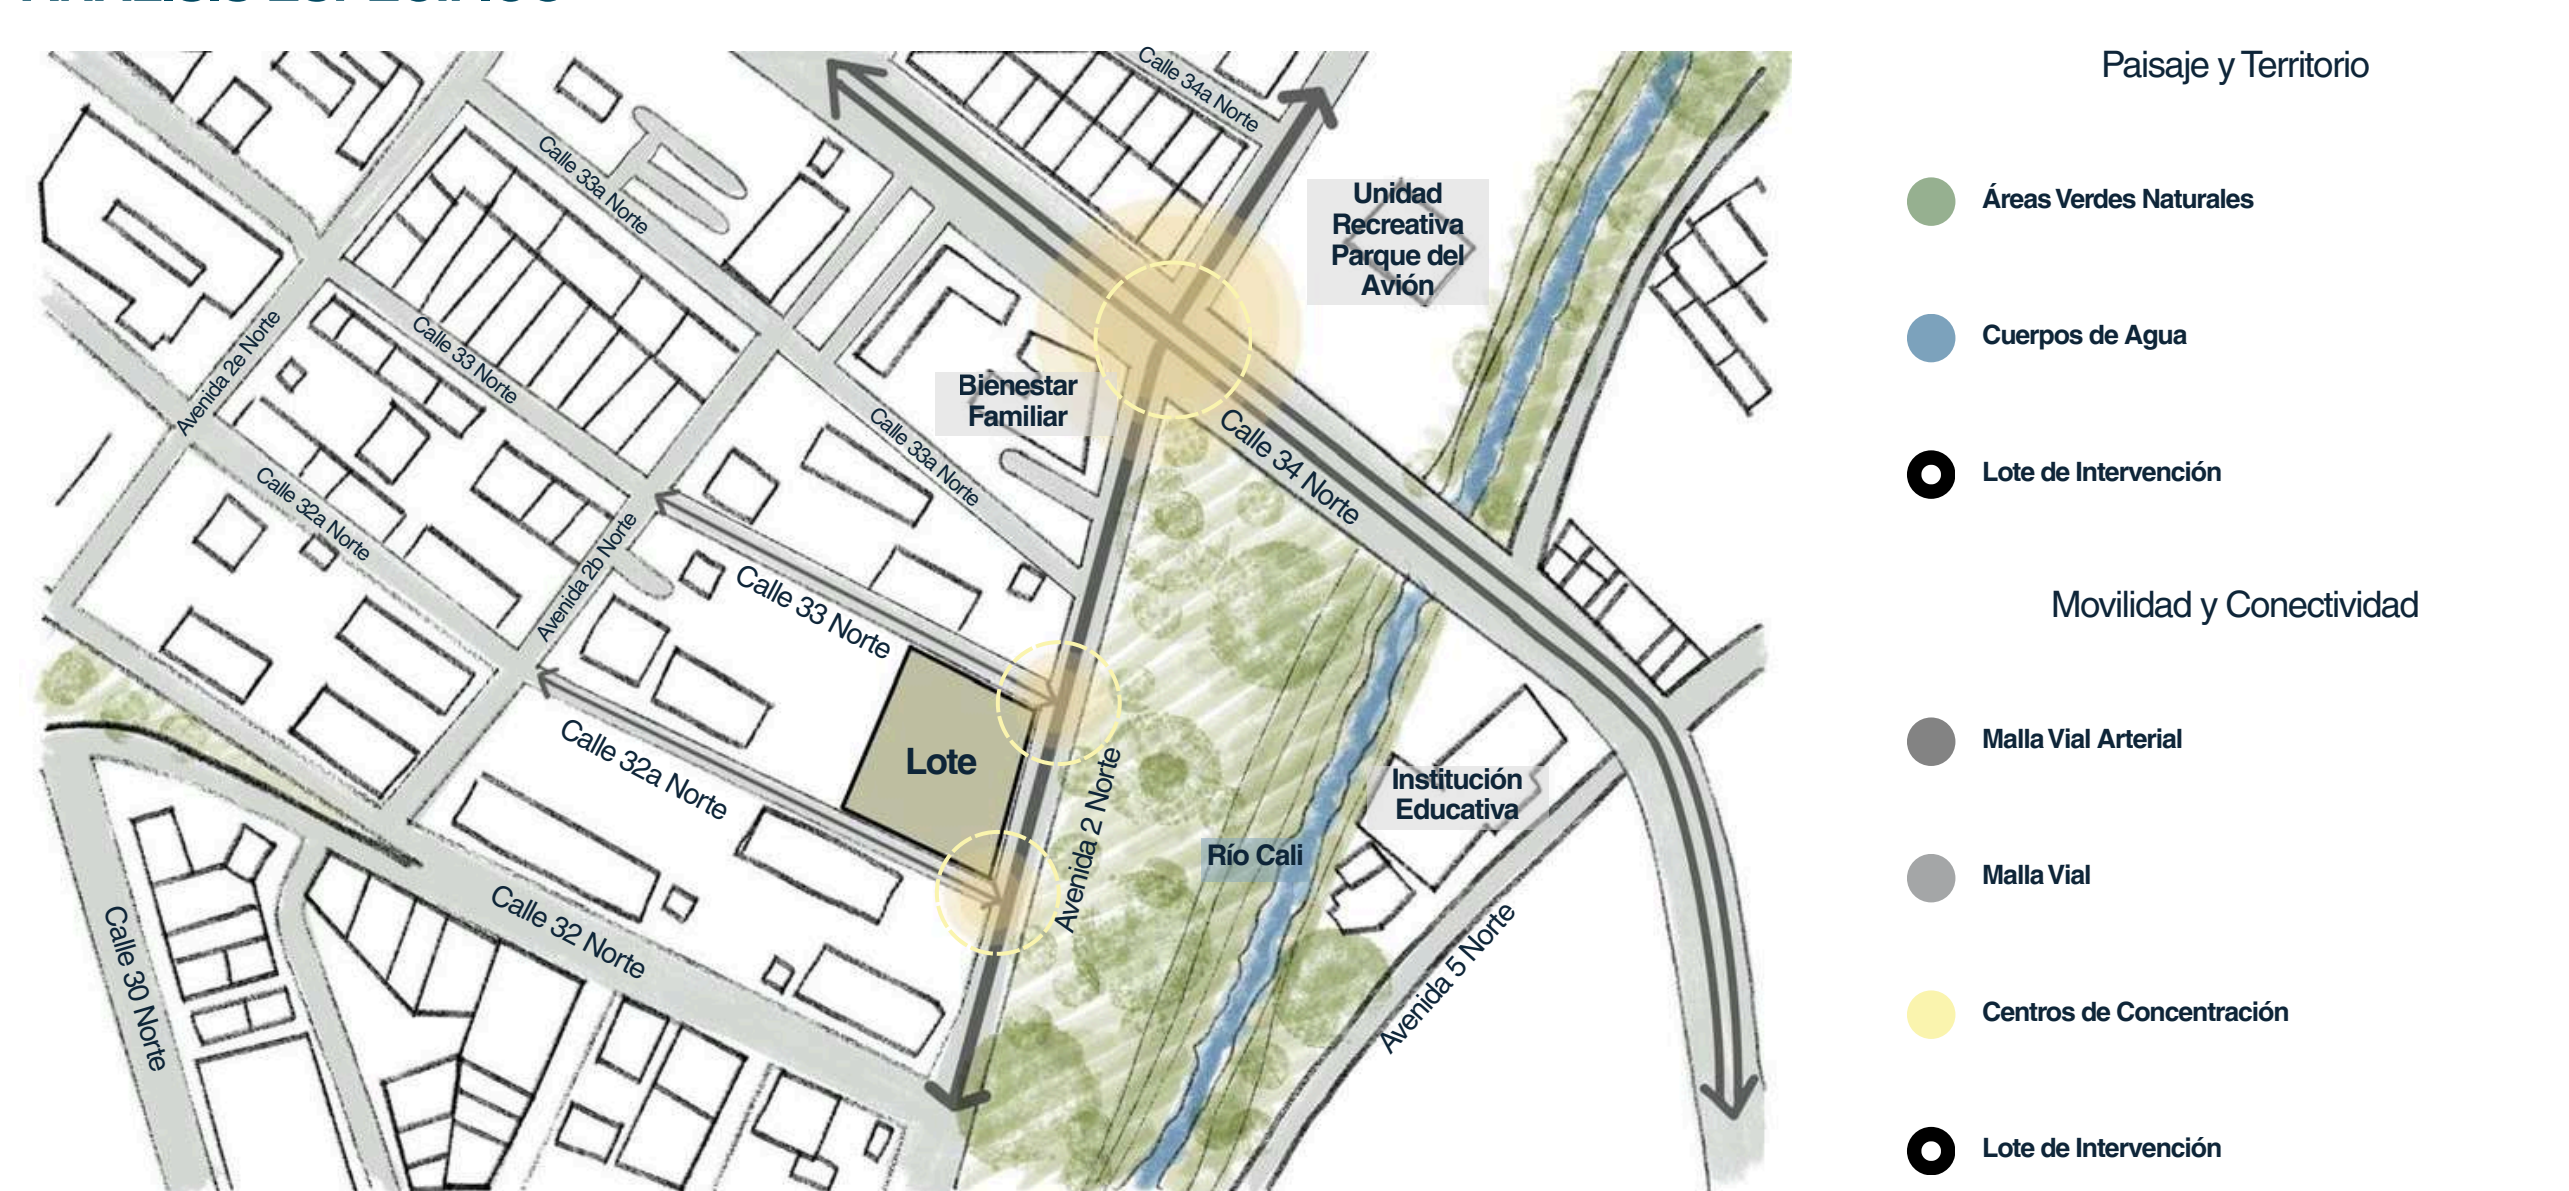 Calle 34a Norte
Calle 33a Norte
Unidad
Recreativa
Parque del
Avión
Avenida 2e Norte
Calle 33 Norte
Bienestar
Familiar
Calle 33a Norte
Calle 34 Norte
Calle 32a Norte
Avenida 2b Norte
Calle 33 Norte
Lote
Calle 32a Norte
Avenida 2 Norte
Institución
Educativa
Río Cali
Calle 32 Norte
Calle 30 Norte
Avenida 5 Norte
Paisaje y Territorio
Áreas Verdes Naturales
Cuerpos de Agua
Lote de Intervención
Movilidad y Conectividad
Malla Vial Arterial
Malla Vial
Centros de Concentración
Lote de Intervención